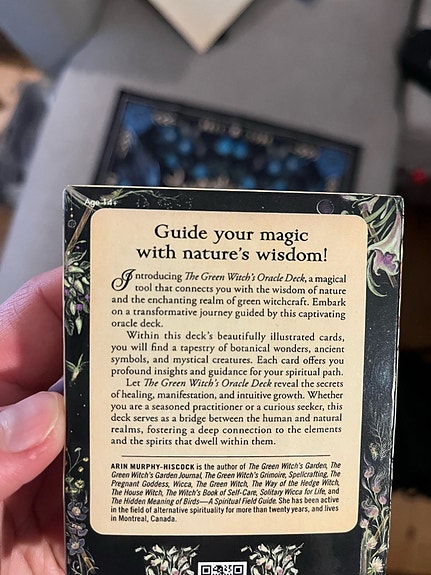 Age 14+
Guide your magic
with nature's wisdom!
Introducing The Green Witch's Oracle Deck, a magical
tool that connects you with the wisdom of nature
and the enchanting realm of green witchcraft. Embark
on a transformative journey guided by this captivating
oracle deck.
Within this deck's beautifully illustrated cards,
you will find a tapestry of botanical wonders, ancient
symbols, and mystical creatures. Each card offers you
profound insights and guidance for your spiritual path.
Let The Green Witch's Oracle Deck reveal the secrets
of healing, manifestation, and intuitive growth. Whether
you are a seasoned practitioner or a curious seeker, this
deck serves as a bridge between the human and natural
realms, fostering a deep connection to the elements
and the spirits that dwell within them.
ARIN MURPHY-HISCOCK is the author of The Green Witch's Garden, The
Green Witch's Garden Journal, The Green Witch's Grimoire, Spellcrafting, The
Pregnant Goddess, Wicca, The Green Witch, The Way of the Hedge Witch,
The House Witch, The Witch's Book of Self-Care, Solitary Wicca for Life, and
The Hidden Meaning of Birds—A Spiritual Field Guide. She has been active
in the field of alternative spirituality for more than twenty years, and lives
in Montreal, Canada.